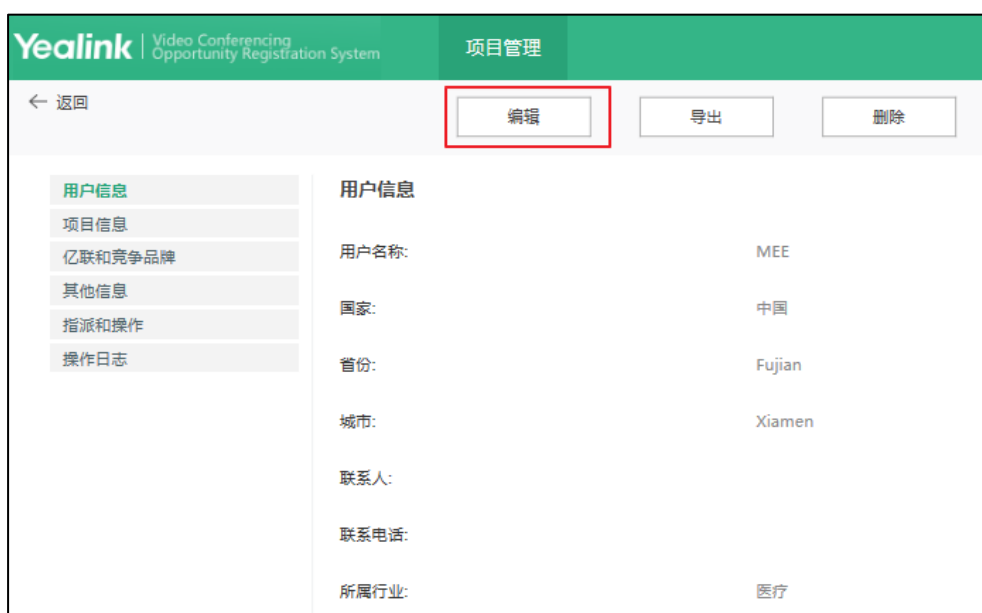 Yealink
Video Conferencing
Opportunity Registration System
项目管理
← 返回
编辑
导出
删除
用户信息
项目信息
亿联和竞争品牌
其他信息
指派和操作
操作日志
用户信息
用户名称: MEE
国家: 中国
省份: Fujian
城市: Xiamen
联系人:
联系电话:
所属行业: 医疗